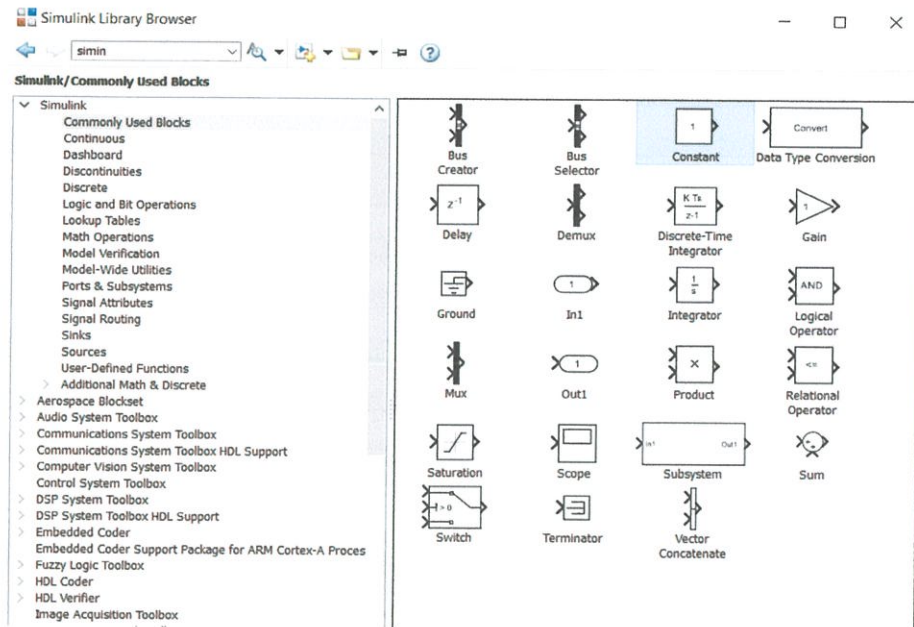 Simulink Library Browser
simin
Simulink/Commonly Used Blocks
Simulink
Commonly Used Blocks
Continuous
Dashboard
Discontinuities
Discrete
Logic and Bit Operations
Lookup Tables
Math Operations
Model Verification
Model-Wide Utilities
Ports & Subsystems
Signal Attributes
Signal Routing
Sinks
Sources
User-Defined Functions
Additional Math & Discrete
Aerospace Blockset
Audio System Toolbox
Communications System Toolbox
Communications System Toolbox HDL Support
Computer Vision System Toolbox
Control System Toolbox
DSP System Toolbox
DSP System Toolbox HDL Support
Embedded Coder
Embedded Coder Support Package for ARM Cortex-A Proces
Fuzzy Logic Toolbox
HDL Coder
HDL Verifier
Image Acquisition Toolbox
Bus
Creator
Bus
Selector
1
Constant
Convert
Data Type Conversion
z-1
Delay
Demux
K Ts
z-1
Discrete-Time
Integrator
1
Gain
Ground
1
In1
1
s
Integrator
AND
Logical
Operator
Mux
1
Out1
×
Product
<=
Relational
Operator
Saturation
Scope
In1
Out1
Subsystem
Sum
> 0
Switch
Terminator
Vector
Concatenate